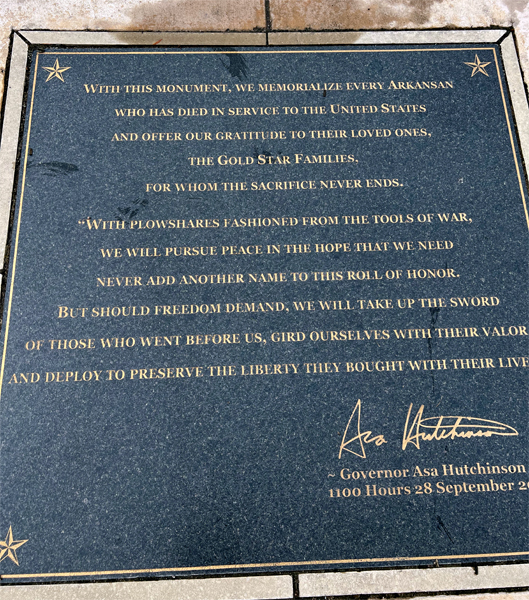 With this monument, we memorialize every Arkansan
who has died in service to the United States
and offer our gratitude to their loved ones,
the Gold Star Families,
for whom the sacrifice never ends.
“With plowshares fashioned from the tools of war,
we will pursue peace in the hope that we need
never add another name to this roll of honor.
But should freedom demand, we will take up the sword
of those who went before us, gird ourselves with their valor
and deploy to preserve the liberty they bought with their live
Asa Hutchinson
~ Governor Asa Hutchinson
1100 Hours 28 September 20